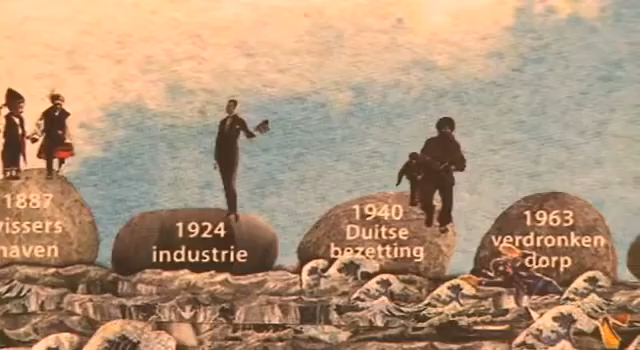 1887
vissers
haven
1924
industrie
1940
Duitse
bezetting
1963
verdronken
dorp